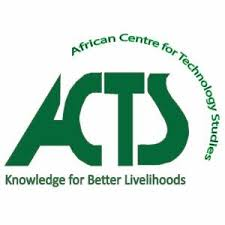 African Centre for Technology Studies
ACTS
Knowledge for Better Livelihoods